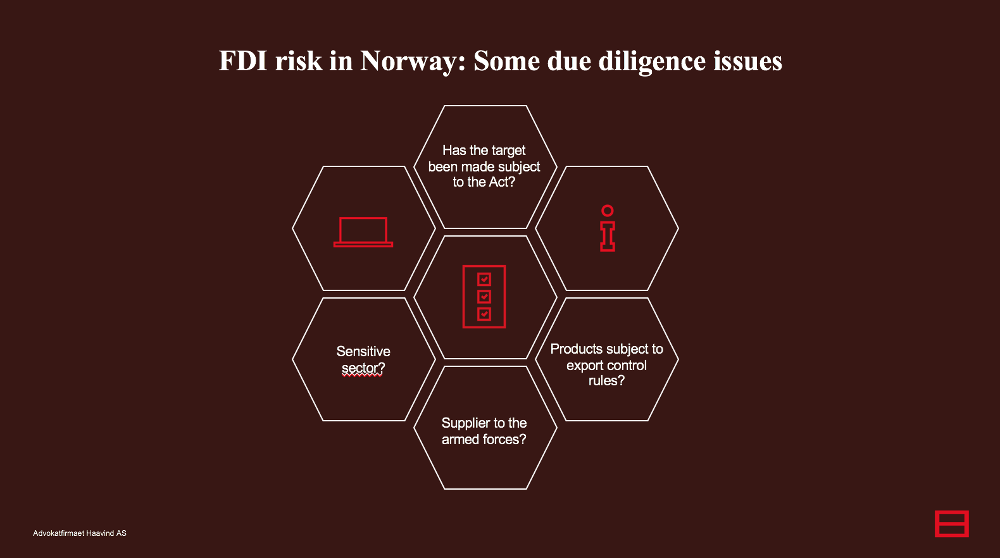 FDI risk in Norway: Some due diligence issues
Has the target
been made subject
to the Act?
Sensitive
sector?
Products subject to
export control
rules?
Supplier to the
armed forces?
Advokatfirmaet Haavind AS